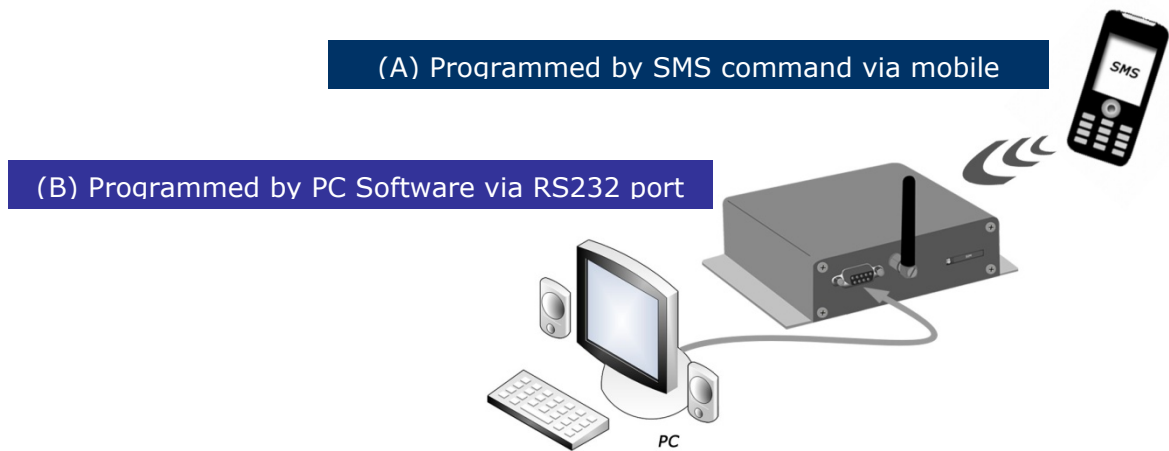 (A) Programmed by SMS command via mobile
SMS
(B) Programmed by PC Software via RS232 port
PC